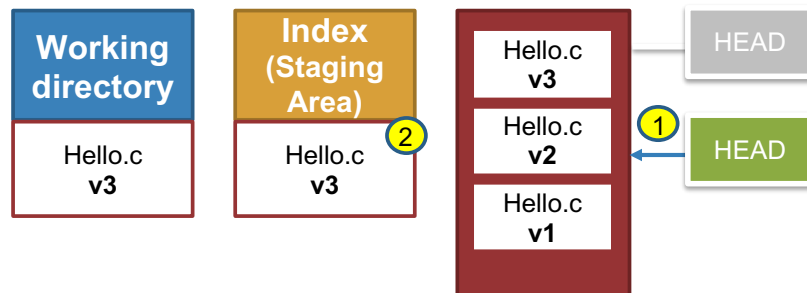 Working
directory
Hello.c
v3
Index
(Staging
Area)
2
Hello.c
v3
Hello.c
v3
Hello.c
v2
Hello.c
v1
HEAD
1
HEAD